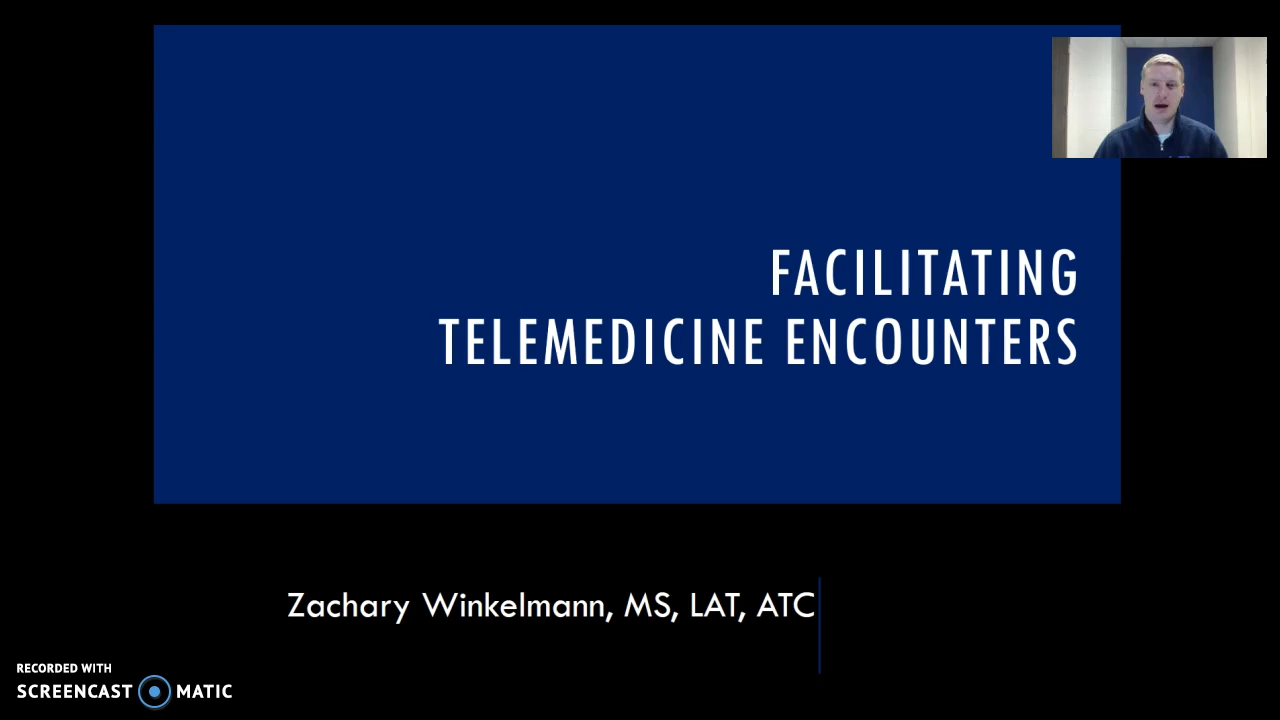 FACILITATING
TELEMEDICINE ENCOUNTERS
Zachary Winkelmann, MS, LAT, ATC
RECORDED WITH
SCREENCAST MATIC